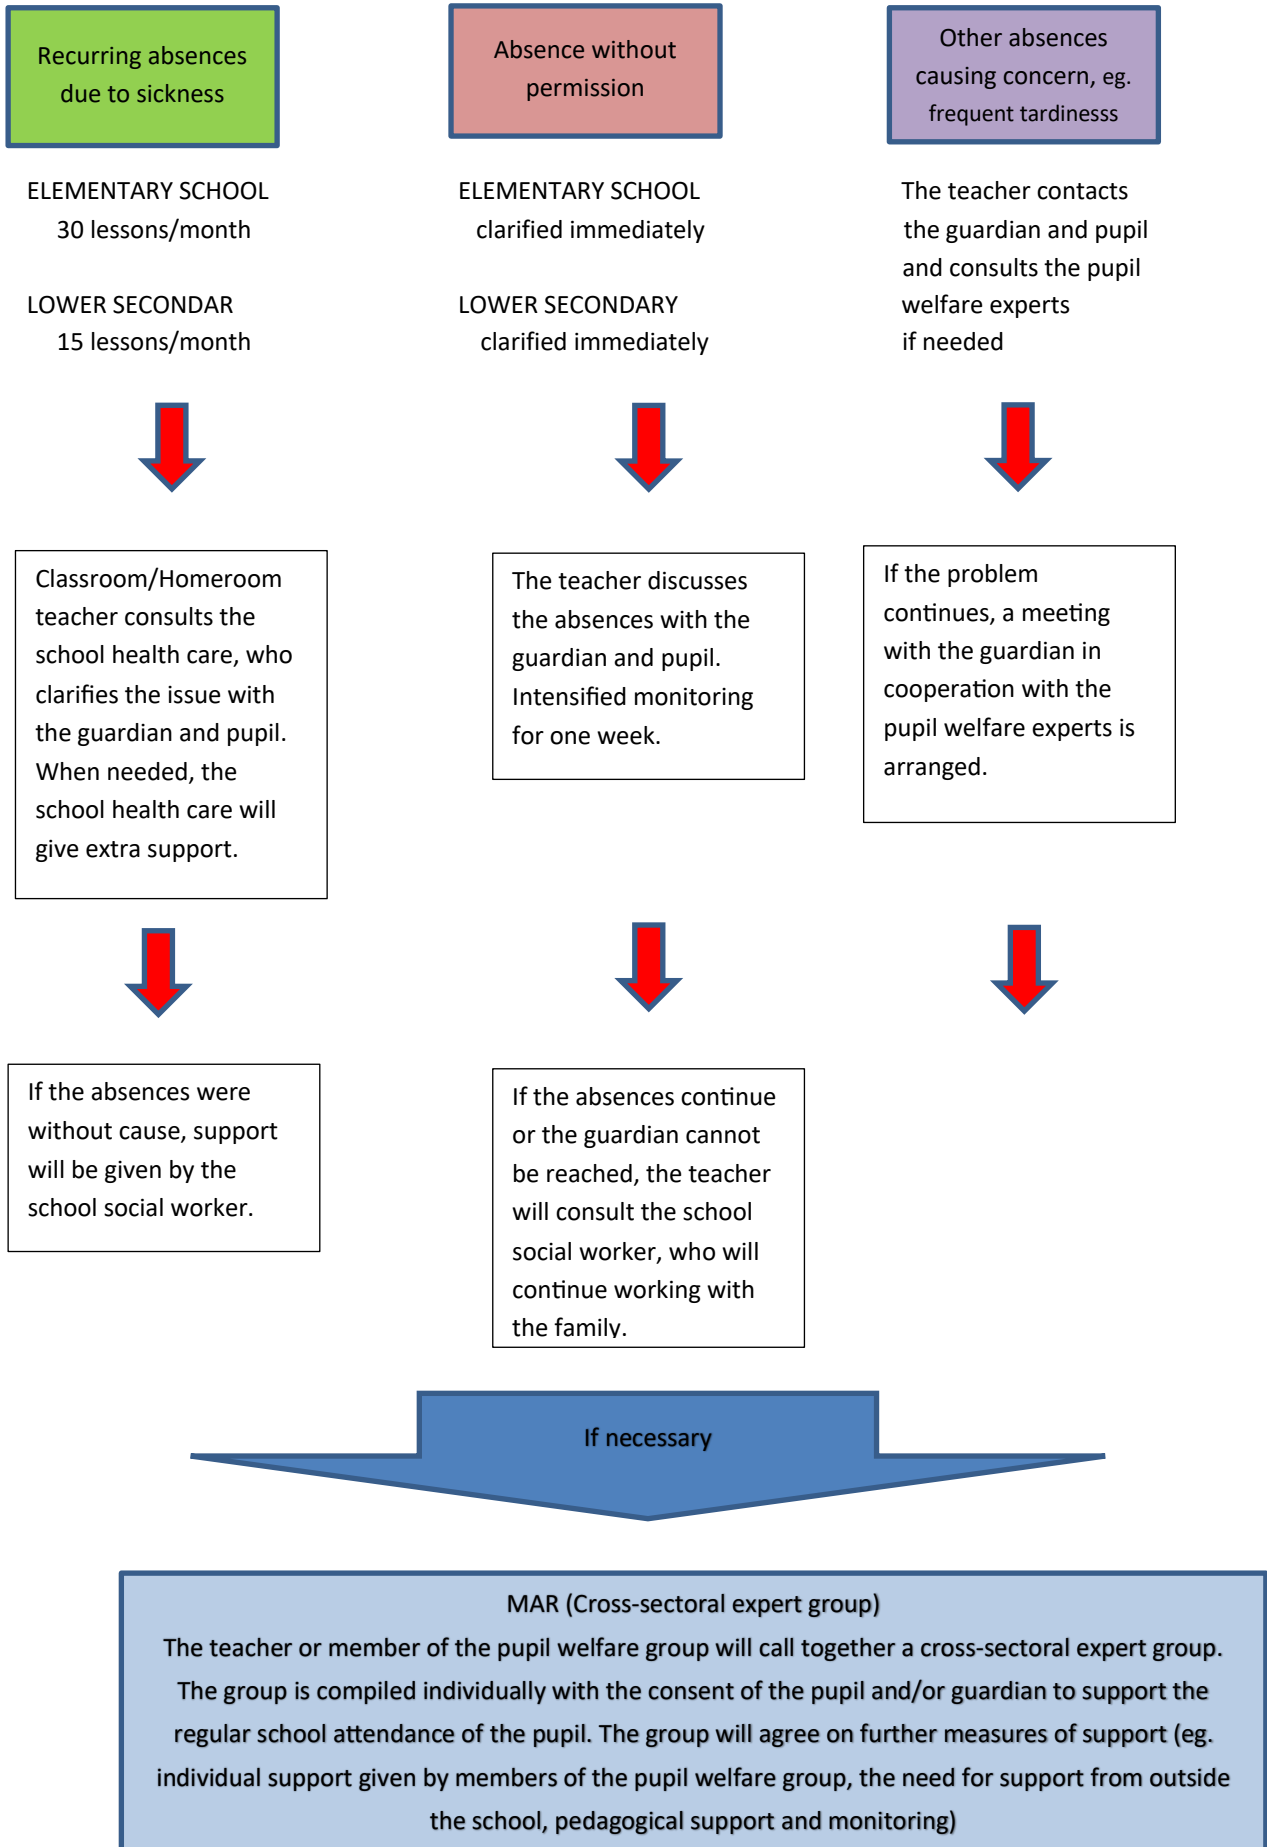 Recurring absences
due to sickness
Absence without
permission
Other absences
causing concern, eg.
frequent tardinesss
ELEMENTARY SCHOOL
30 lessons/month
LOWER SECONDAR
15 lessons/month
ELEMENTARY SCHOOL
clarified immediately
LOWER SECONDARY
clarified immediately
The teacher contacts
the guardian and pupil
and consults the pupil
welfare experts
if needed
Classroom/Homeroom
teacher consults the
school health care, who
clarifies the issue with
the guardian and pupil.
When needed, the
school health care will
give extra support.
The teacher discusses
the absences with the
guardian and pupil.
Intensified monitoring
for one week.
If the problem
continues, a meeting
with the guardian in
cooperation with the
pupil welfare experts is
arranged.
If the absences were
without cause, support
will be given by the
school social worker.
If the absences continue
or the guardian cannot
be reached, the teacher
will consult the school
social worker, who will
continue working with
the family.
If necessary
MAR (Cross-sectoral expert group)
The teacher or member of the pupil welfare group will call together a cross-sectoral expert group.
The group is compiled individually with the consent of the pupil and/or guardian to support the
regular school attendance of the pupil. The group will agree on further measures of support (eg.
individual support given by members of the pupil welfare group, the need for support from outside
the school, pedagogical support and monitoring)